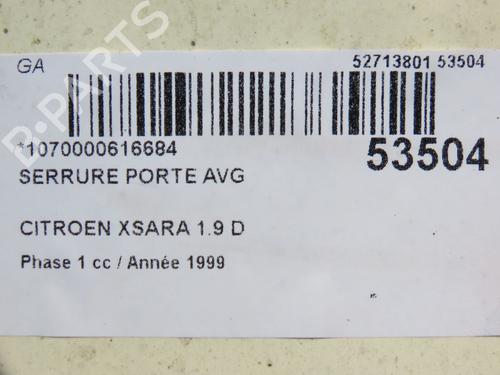 GA
52713801 53504
*1070000616684
53504
SERRURE PORTE AVG
CITROEN XSARA 1.9 D
Phase 1 cc / Année 1999
B-PARTS